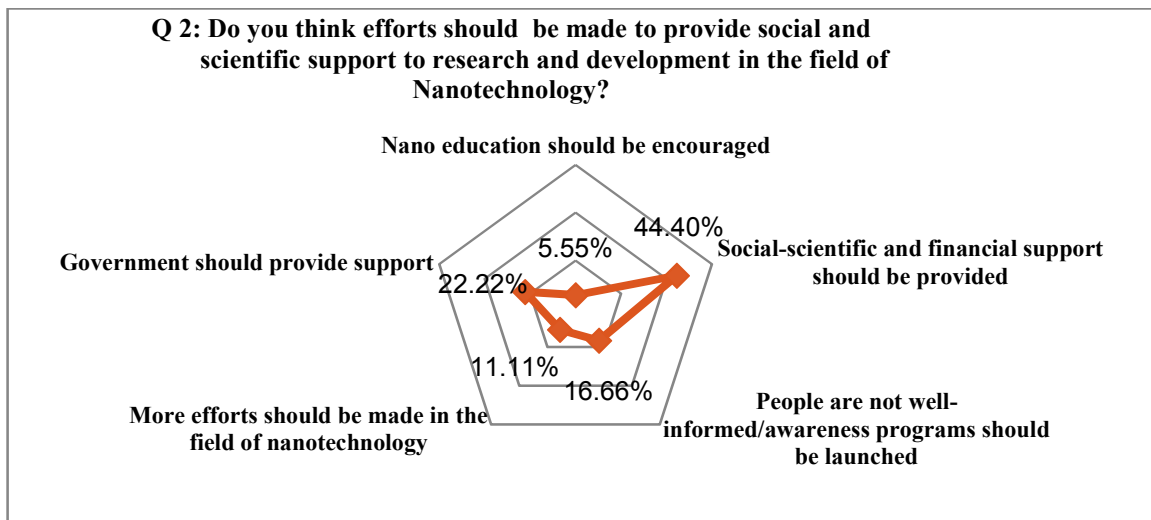 Q 2: Do you think efforts should be made to provide social and
scientific support to research and development in the field of
Nanotechnology?
Nano education should be encouraged
44.40%
5.55%
Social-scientific and financial support
should be provided
Government should provide support
22.22%
11.11%
16.66%
More efforts should be made in the
field of nanotechnology
People are not well-
informed/awareness programs should
be launched